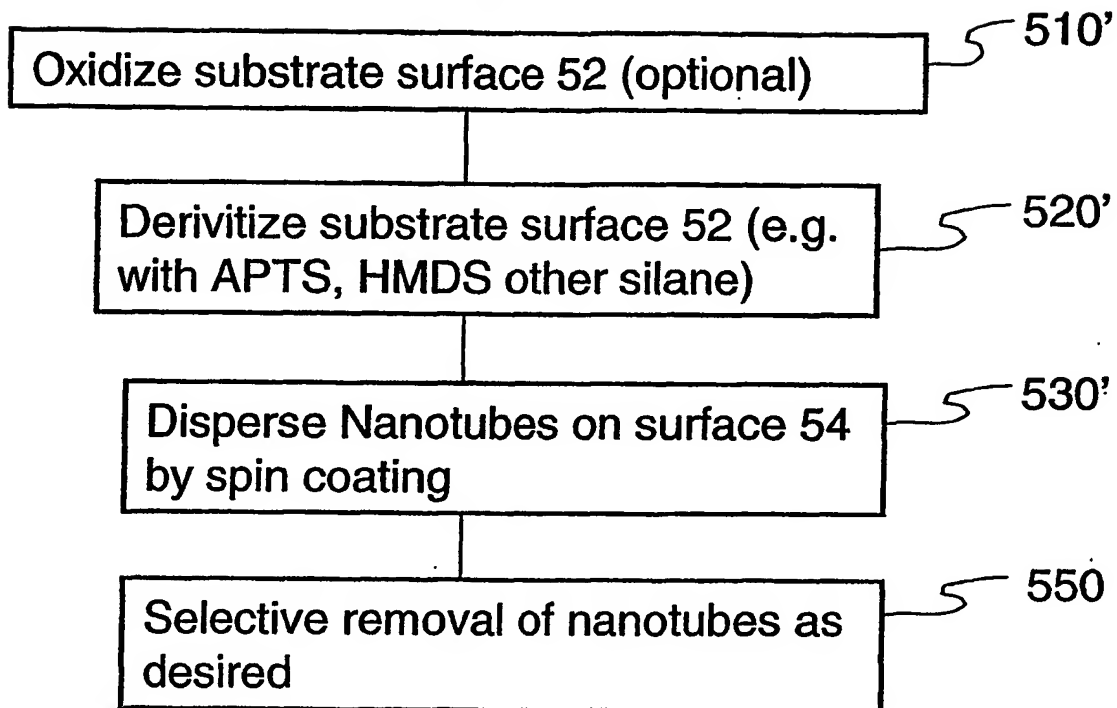 510'
Oxidize substrate surface 52 (optional)
520'
Derivitize substrate surface 52 (e.g.
with APTS, HMDS other silane)
530'
Disperse Nanotubes on surface 54
by spin coating
550
Selective removal of nanotubes as
desired